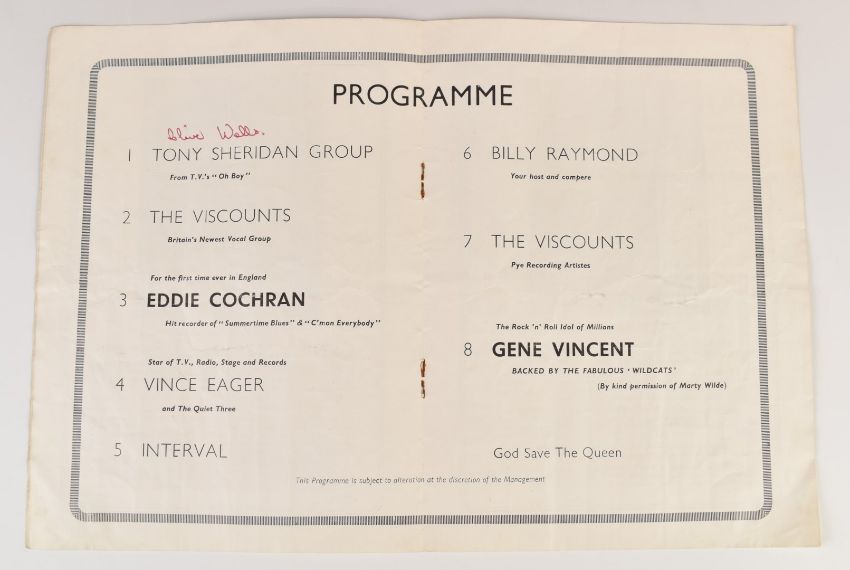 PROGRAMME
Wells.
1 TONY SHERIDAN GROUP
From T.V.'s "Oh Boy"
2 THE VISCOUNTS
Britain's Newest Vocal Group
For the first time ever in England
3 EDDIE COCHRAN
Hit recorder of "Summertime Blues" & "C'mon Everybody"
Star of T.V., Radio, Stage and Records
4 VINCE EAGER
and The Quiet Three
5 INTERVAL
6 BILLY RAYMOND
Your host and compere
7 THE VISCOUNTS
Pye Recording Artistes
The Rock 'n' Roll Idol of Millions
8 GENE VINCENT
BACKED BY THE FABULOUS 'WILDCATS'
(By kind permission of Marty Wilde)
God Save The Queen
This Programme is subject to alteration at the discretion of the Management